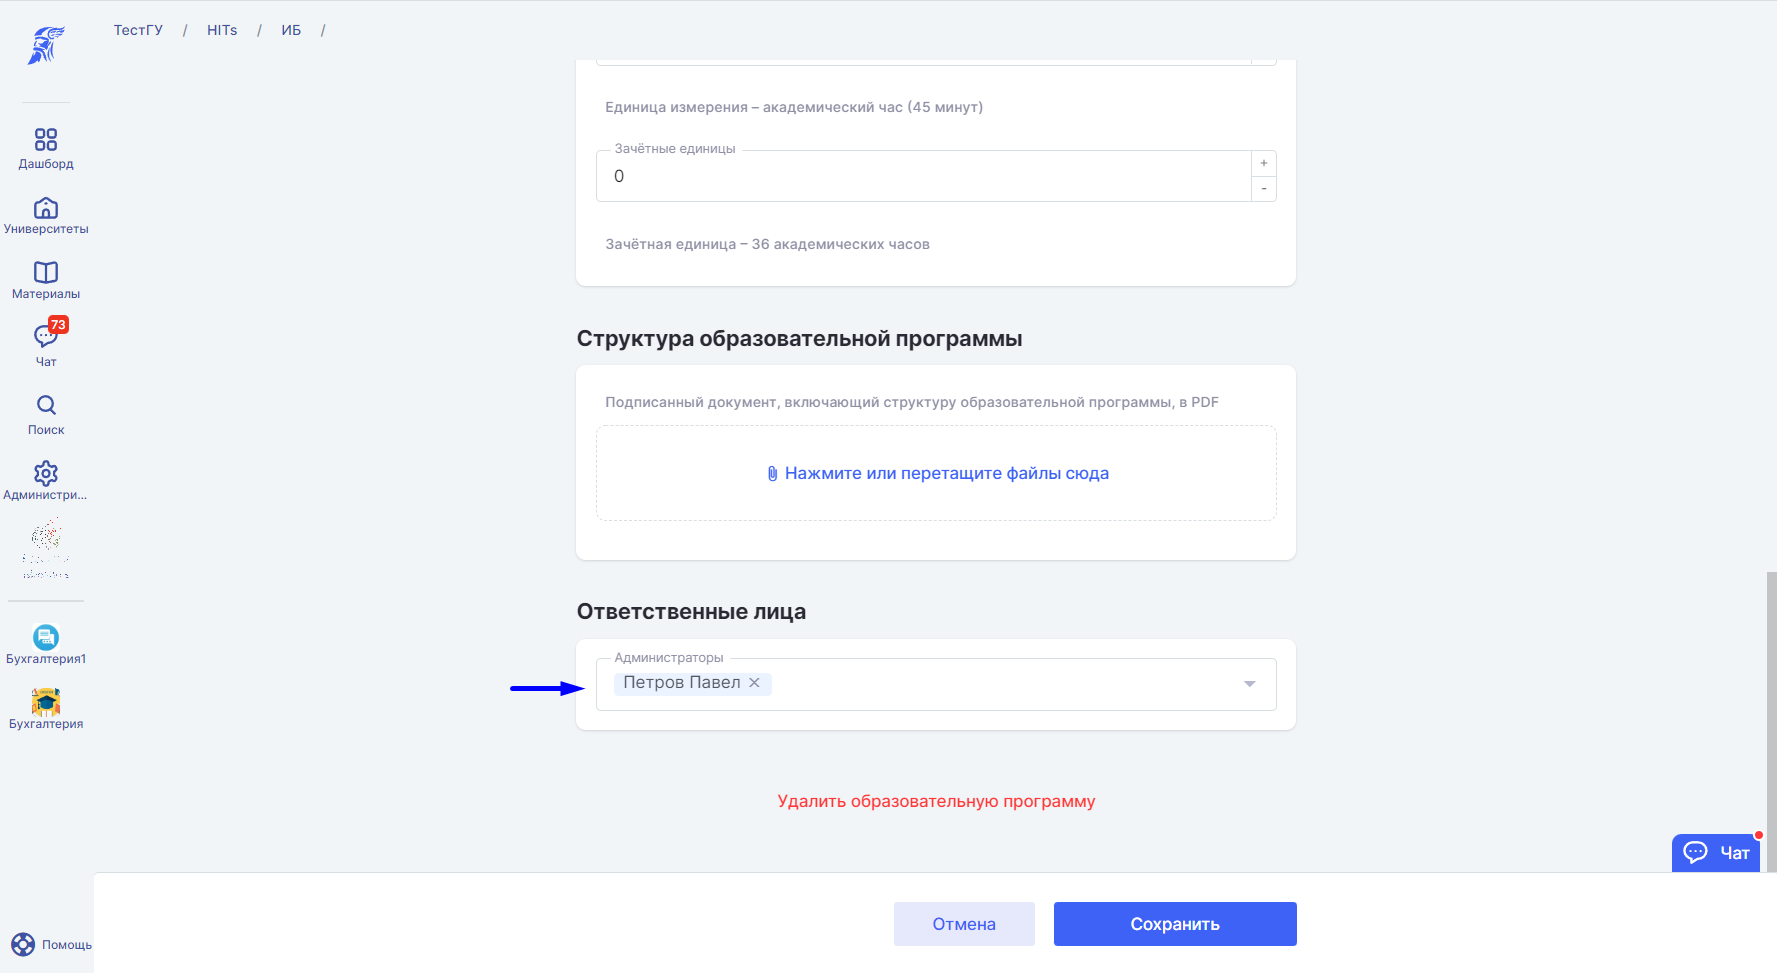 ТестГУ / HITs / ИБ /
Дашборд
Университеты
Материалы
73
Чат
Поиск
Администри...
Бухгалтерия1
Бухгалтерия
Помощь
Единица измерения – академический час (45 минут)
Зачётные единицы
0
+
-
Зачётная единица – 36 академических часов
Структура образовательной программы
Подписанный документ, включающий структуру образовательной программы, в PDF
Нажмите или перетащите файлы сюда
Ответственные лица
Администраторы
Петров Павел ×
Удалить образовательную программу
Чат
Отмена
Сохранить